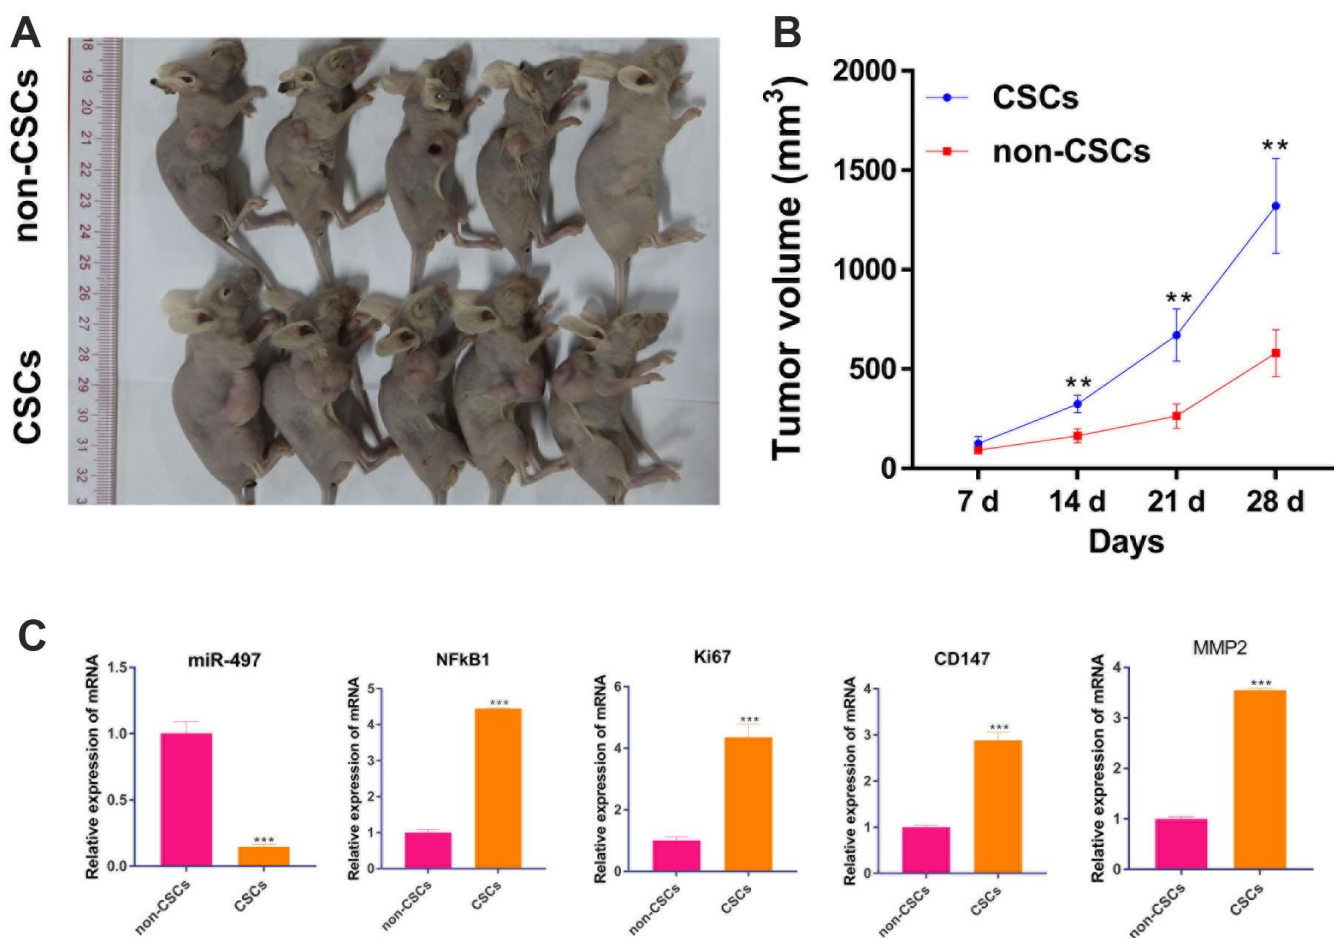 A
non-CSCs
CSCs
18
19
20
21
22
23
24
25
26
27
28
29
30
31
32
3
B
Tumor volume (mm³)
2000
1500
1000
500
0
CSCs
non-CSCs
**
**
**
7 d 14 d 21 d 28 d
Days
C
miR-497
Relative expression of mRNA
1.5
1.0
0.5
0.0
***
non-CSCs
CSCs
NFkB1
Relative expression of mRNA
5
4
3
2
1
0
***
non-CSCs
CSCs
Ki67
Relative expression of mRNA
6
4
2
0
***
non-CSCs
CSCs
CD147
Relative expression of mRNA
4
3
2
1
0
***
non-CSCs
CSCs
MMP2
Relative expression of mRNA
4
3
2
1
0
***
non-CSCs
CSCs